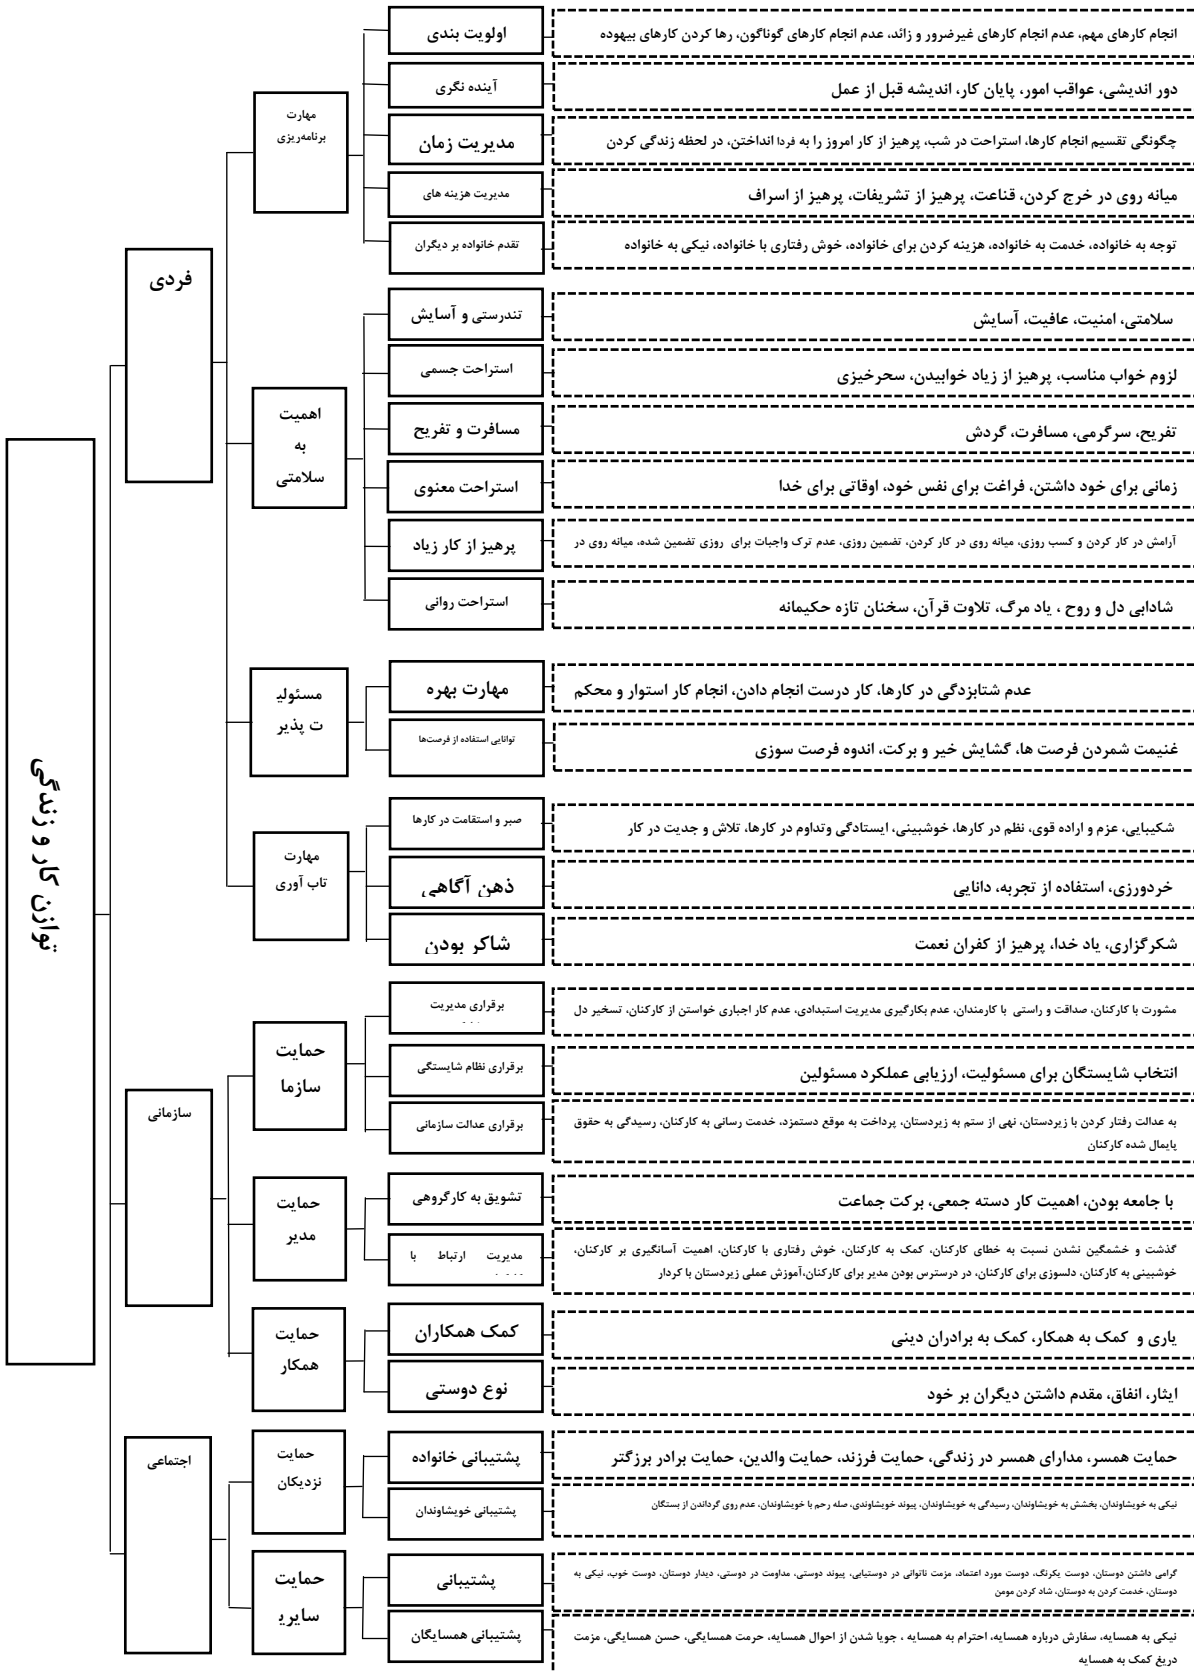 توازن کار و زندگی
فردی
مهارت
برنامه‌ریزی
اولویت بندی
انجام کارهای مهم، عدم انجام کارهای غیرضرور و زائد، عدم انجام کارهای گوناگون، رها کردن کارهای بیهوده
آینده نگری
دور اندیشی، عواقب امور، پایان کار، اندیشه قبل از عمل
مدیریت زمان
چگونگی تقسیم انجام کارها، استراحت در شب، پرهیز از کار امروز را به فردا انداختن، در لحظه زندگی کردن
مدیریت هزینه های
میانه روی در خرج کردن، قناعت، پرهیز از تشریفات، پرهیز از اسراف
تقدم خانواده بر دیگران
توجه به خانواده، خدمت به خانواده، هزینه کردن برای خانواده، خوش رفتاری با خانواده، نیکی به خانواده
اهمیت
به
سلامتی
تندرستی و آسایش
سلامتی، امنیت، عافیت، آسایش
استراحت جسمی
لزوم خواب مناسب، پرهیز از زیاد خوابیدن، سحرخیزی
مسافرت و تفریح
تفریح، سرگرمی، مسافرت، گردش
استراحت معنوی
زمانی برای خود داشتن، فراغت برای نفس خود، اوقاتی برای خدا
پرهیز از کار زیاد
آرامش در کار کردن و کسب روزی، میانه روی در کار کردن، تضمین روزی، عدم ترک واجبات برای روزی تضمین شده، میانه روی در
استراحت روانی
شادابی دل و روح ، یاد مرگ، تلاوت قرآن، سخنان تازه حکیمانه
مسئولیـ
ت پذیر
مهارت بهره
عدم شتابزدگی در کارها، کار درست انجام دادن، انجام کار استوار و محکم
توانایی استفاده از فرصت‌ها
غنیمت شمردن فرصت ها، گشایش خیر و برکت، اندوه فرصت سوزی
مهارت
تاب آوری
صبر و استقامت در کارها
شکیبایی، عزم و اراده قوی، نظم در کارها، خوشبینی، ایستادگی وتداوم در کارها، تلاش و جدیت در کار
ذهن آگاهی
خردورزی، استفاده از تجربه، دانایی
شاکر بودن
شکرگزاری، یاد خدا، پرهیز از کفران نعمت
سازمانی
حمایت
سازما
برقراری مدیریت
مشورت با کارکنان، صداقت و راستی با کارمندان، عدم بکارگیری مدیریت استبدادی، عدم کار اجباری خواستن از کارکنان، تسخیر دل
برقراری نظام شایستگی
انتخاب شایستگان برای مسئولیت، ارزیابی عملکرد مسئولین
برقراری عدالت سازمانی
به عدالت رفتار کردن با زیردستان، نهی از ستم به زیردستان، پرداخت به موقع دستمزد، خدمت رسانی به کارکنان، رسیدگی به حقوق
پایمال شده کارکنان
حمایت
مدیر
تشویق به کارگروهی
با جامعه بودن، اهمیت کار دسته جمعی، برکت جماعت
مدیریت ارتباط با
گذشت و خشمگین نشدن نسبت به خطای کارکنان، کمک به کارکنان، خوش رفتاری با کارکنان، اهمیت آسانگیری بر کارکنان،
خوشبینی به کارکنان، دلسوزی برای کارکنان، در درسترس بودن مدیر برای کارکنان،آموزش عملی زیردستان با کردار
حمایت
همکار
کمک همکاران
یاری و کمک به همکار، کمک به برادران دینی
نوع دوستی
ایثار، انفاق، مقدم داشتن دیگران بر خود
اجتماعی
حمایت
نزدیکان
پشتیبانی خانواده
حمایت همسر، مدارای همسر در زندگی، حمایت فرزند، حمایت والدین، حمایت برادر برزگتر
پشتیبانی خویشاوندان
نیکی به خویشاوندان، بخشش به خویشاوندان، رسیدگی به خویشاوندان، پیوند خویشاوندی، صله رحم با خویشاوندان، عدم روی گرداندن از بستگان
حمایت
سایریـ
پشتیبانی
گرامی داشتن دوستان، دوست یکرنگ، دوست مورد اعتماد، مزمت ناتوانی در دوستیابی، پیوند دوستی، مداومت در دوستی، دیدار دوستان، دوست خوب، نیکی به
دوستان، خدمت کردن به دوستان، شاد کردن مومن
پشتیبانی همسایگان
نیکی به همسایه، سفارش درباره همسایه، احترام به همسایه ، جویا شدن از احوال همسایه، حرمت همسایگی، حسن همسایگی، مزمت
دریغ کمک به همسایه